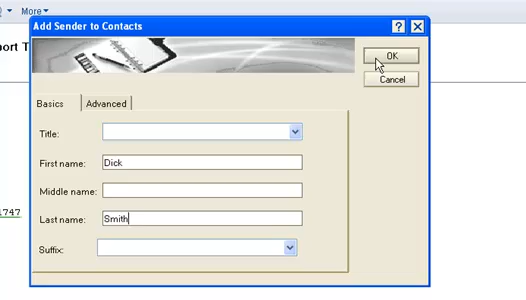 More
Add Sender to Contacts
?
OK
Cancel
Basics
Advanced
Title:
First name: Dick
Middle name:
Last name: Smith
Suffix:
1747